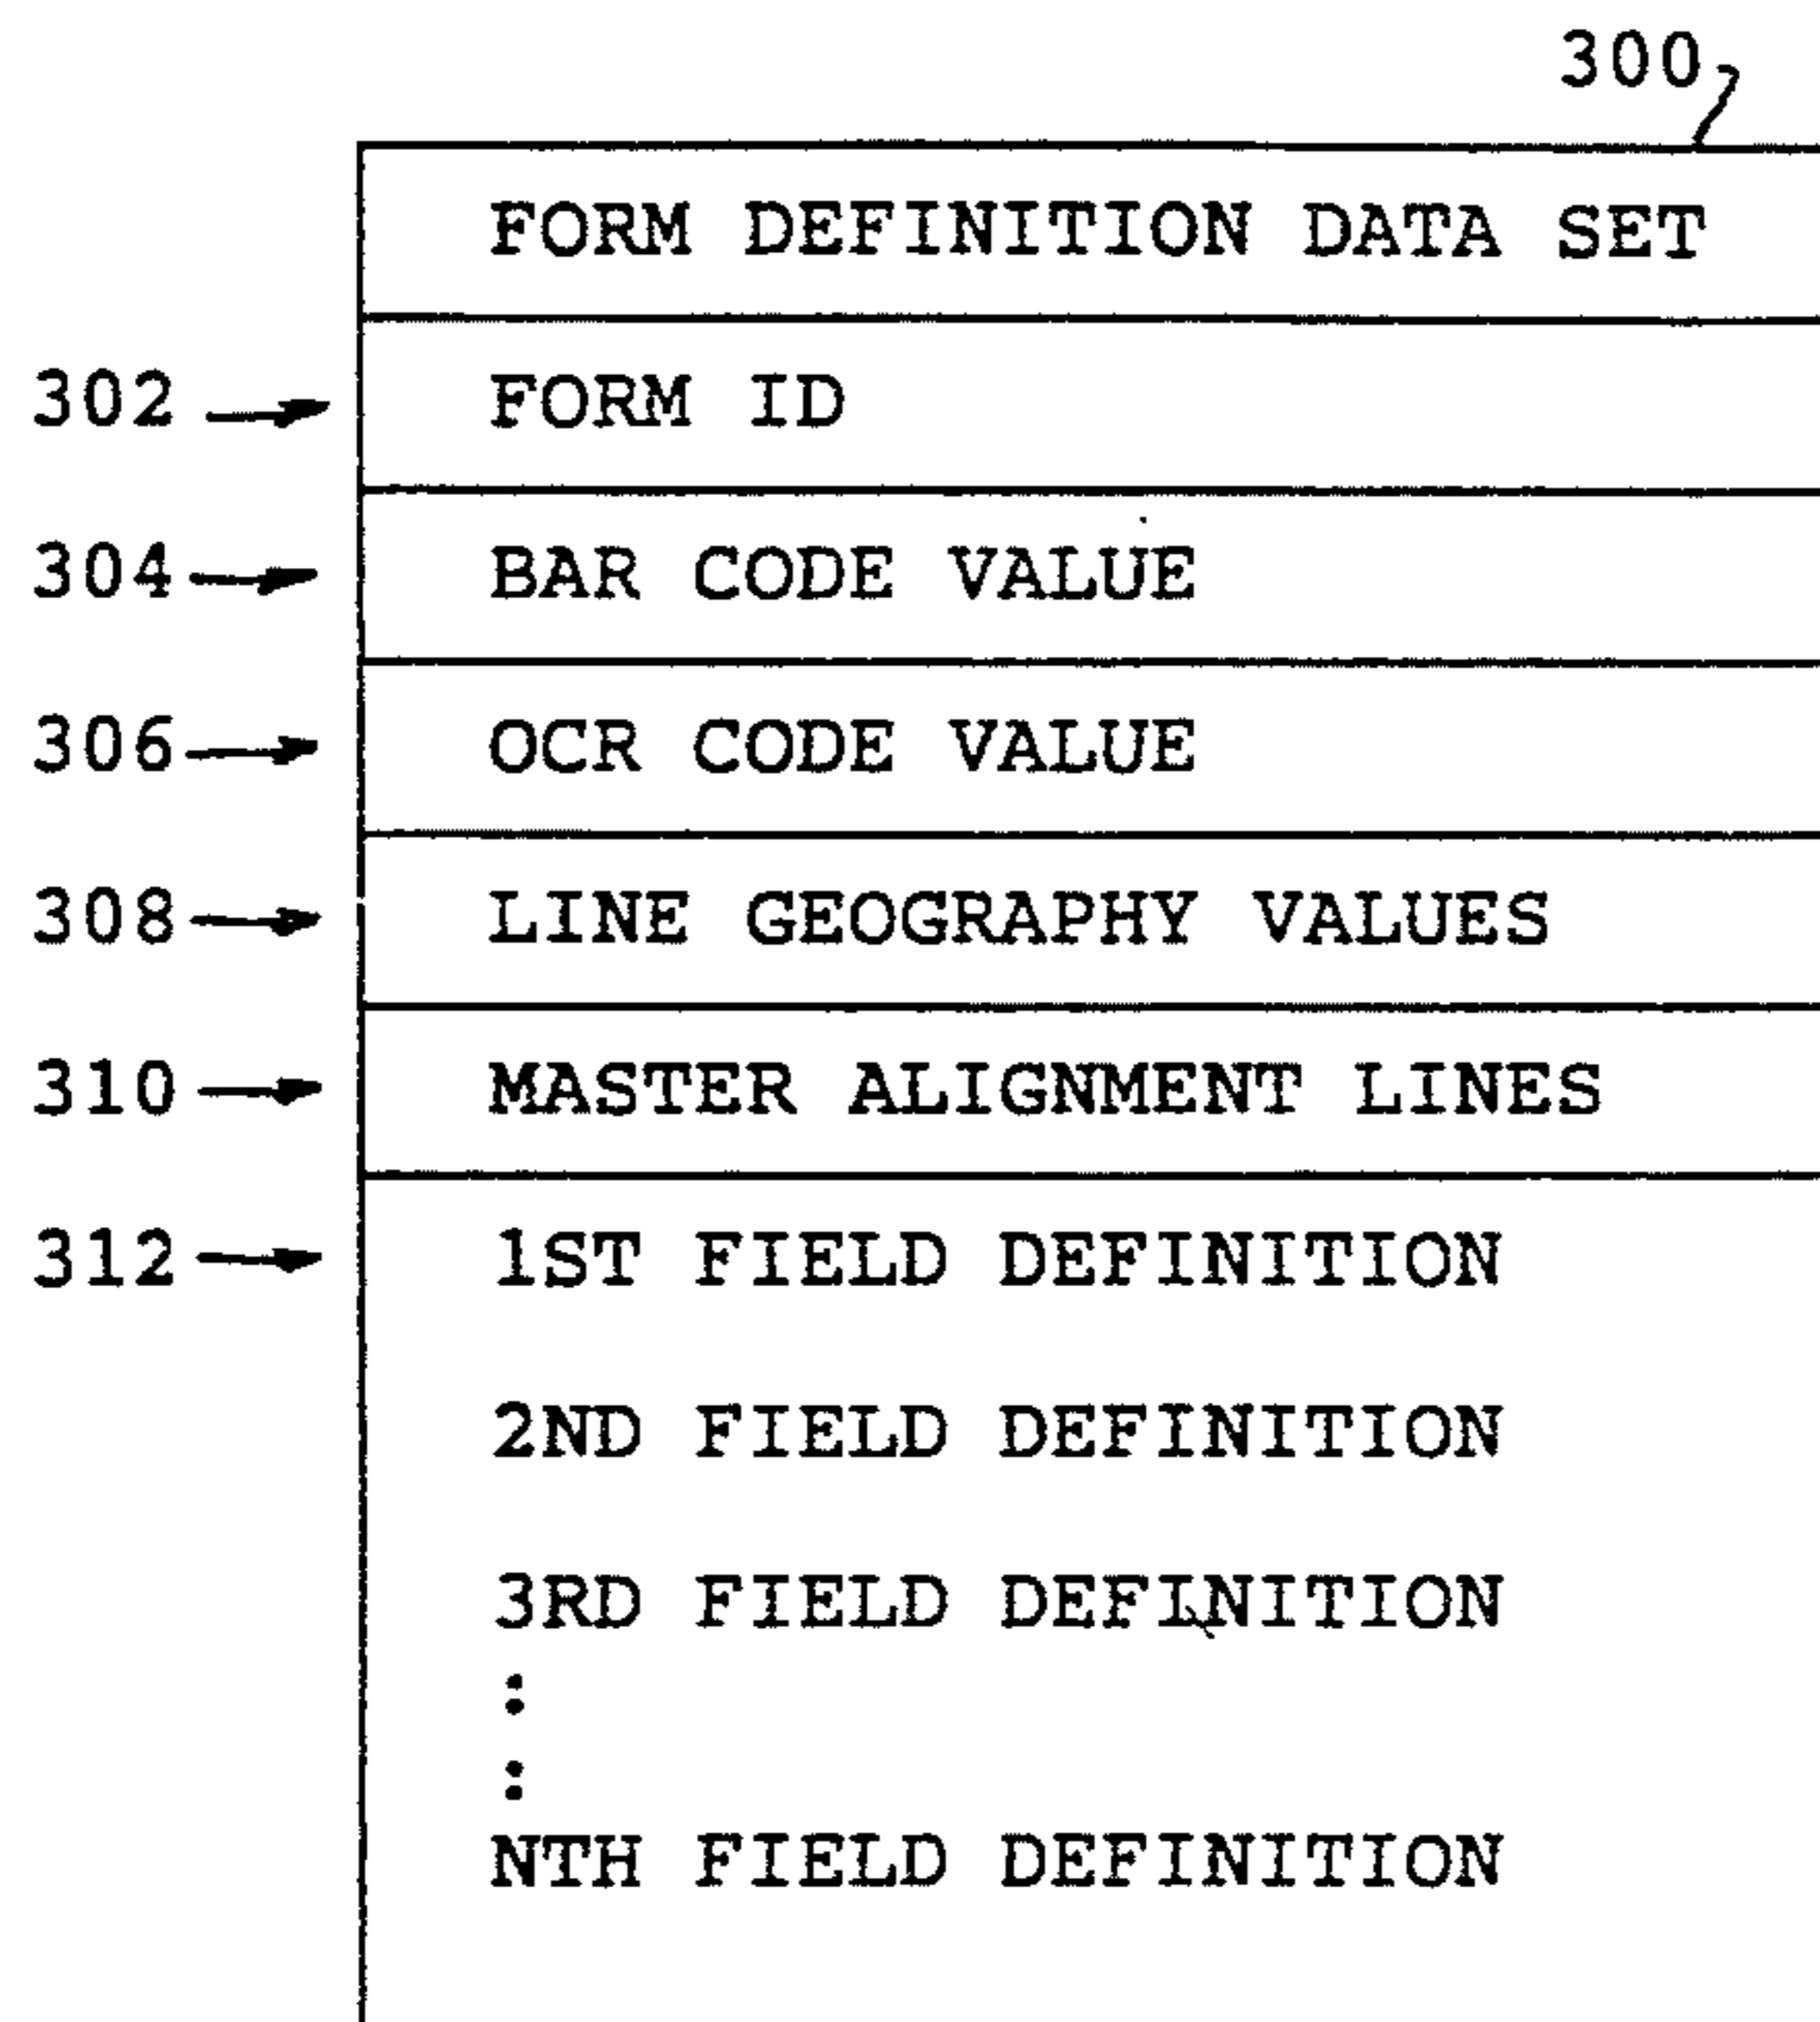 300
FORM DEFINITION DATA SET
302 FORM ID
304 BAR CODE VALUE
306 OCR CODE VALUE
308 LINE GEOGRAPHY VALUES
310 MASTER ALIGNMENT LINES
312 1ST FIELD DEFINITION
2ND FIELD DEFINITION
3RD FIELD DEFINITION
:
:
NTH FIELD DEFINITION